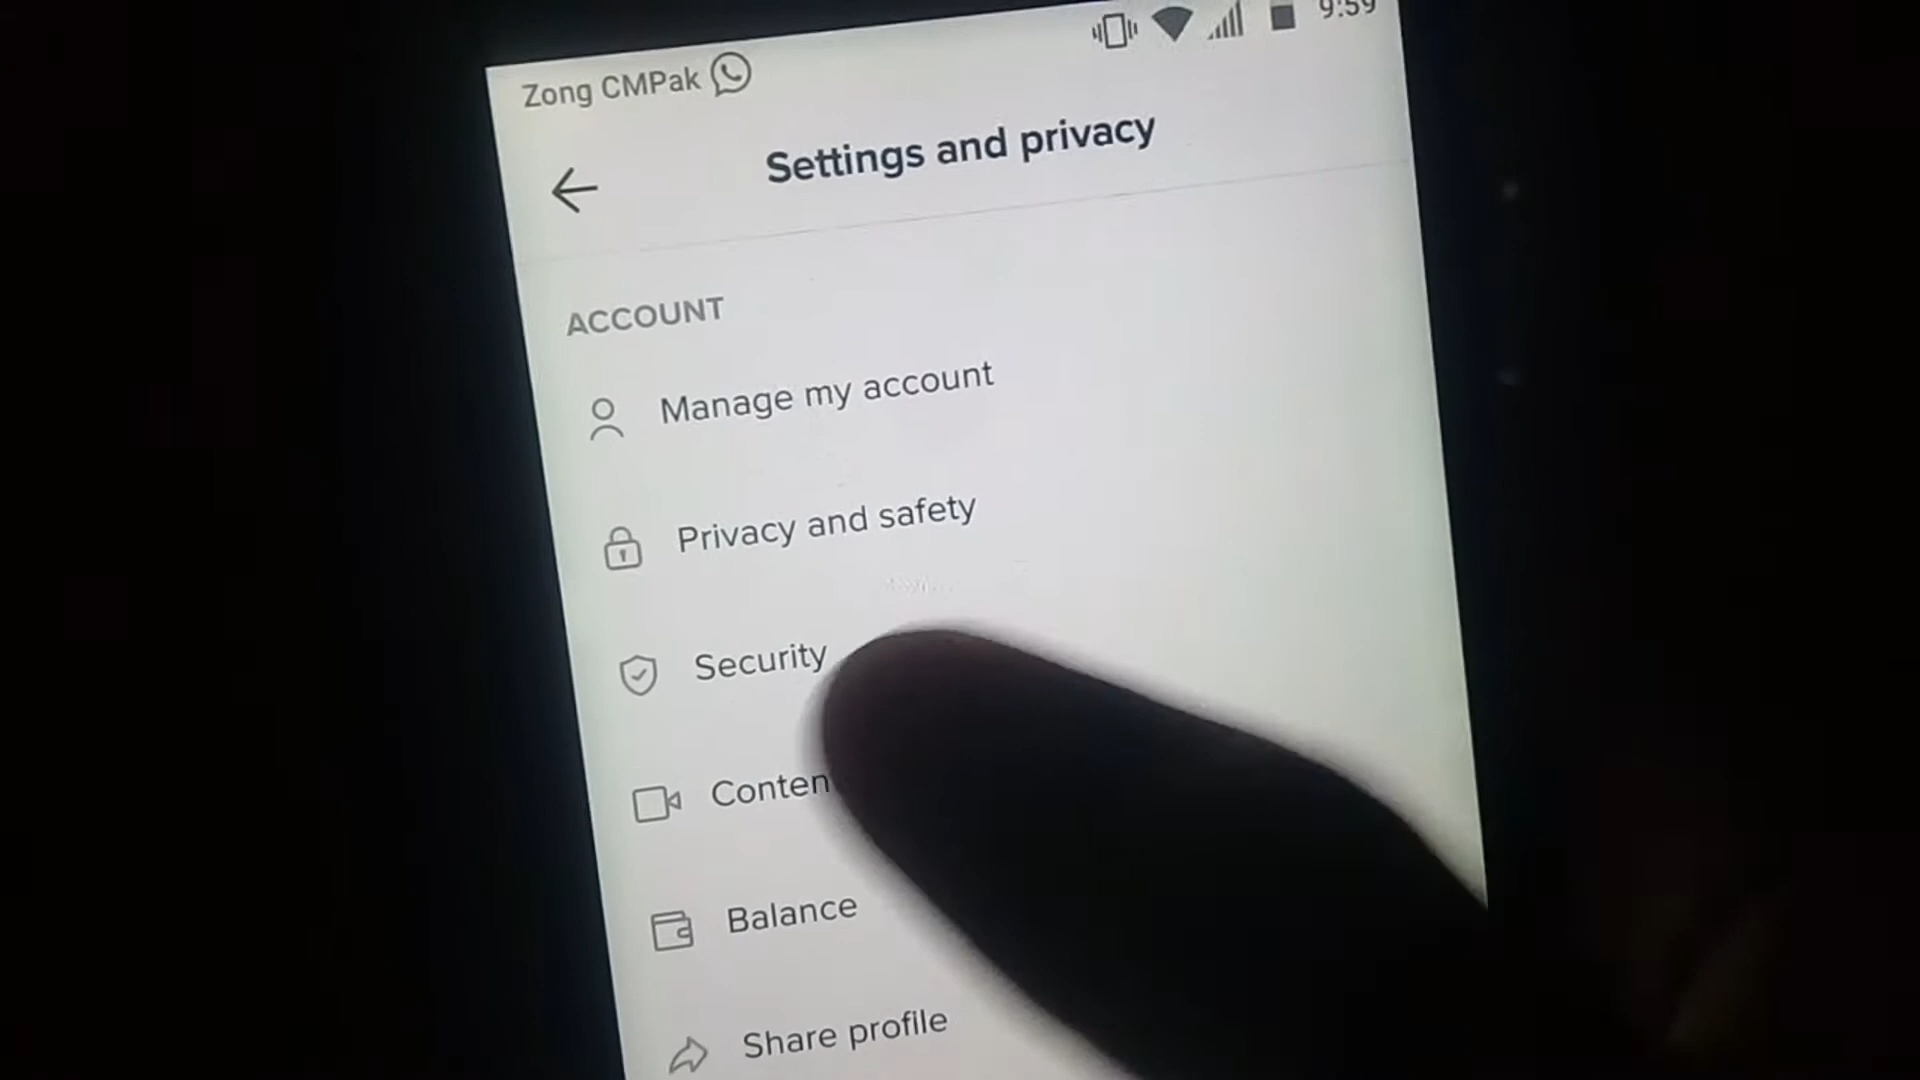 Zong CMPak
9:59
Settings and privacy
ACCOUNT
Manage my account
Privacy and safety
Security
Conten
Balance
Share profile